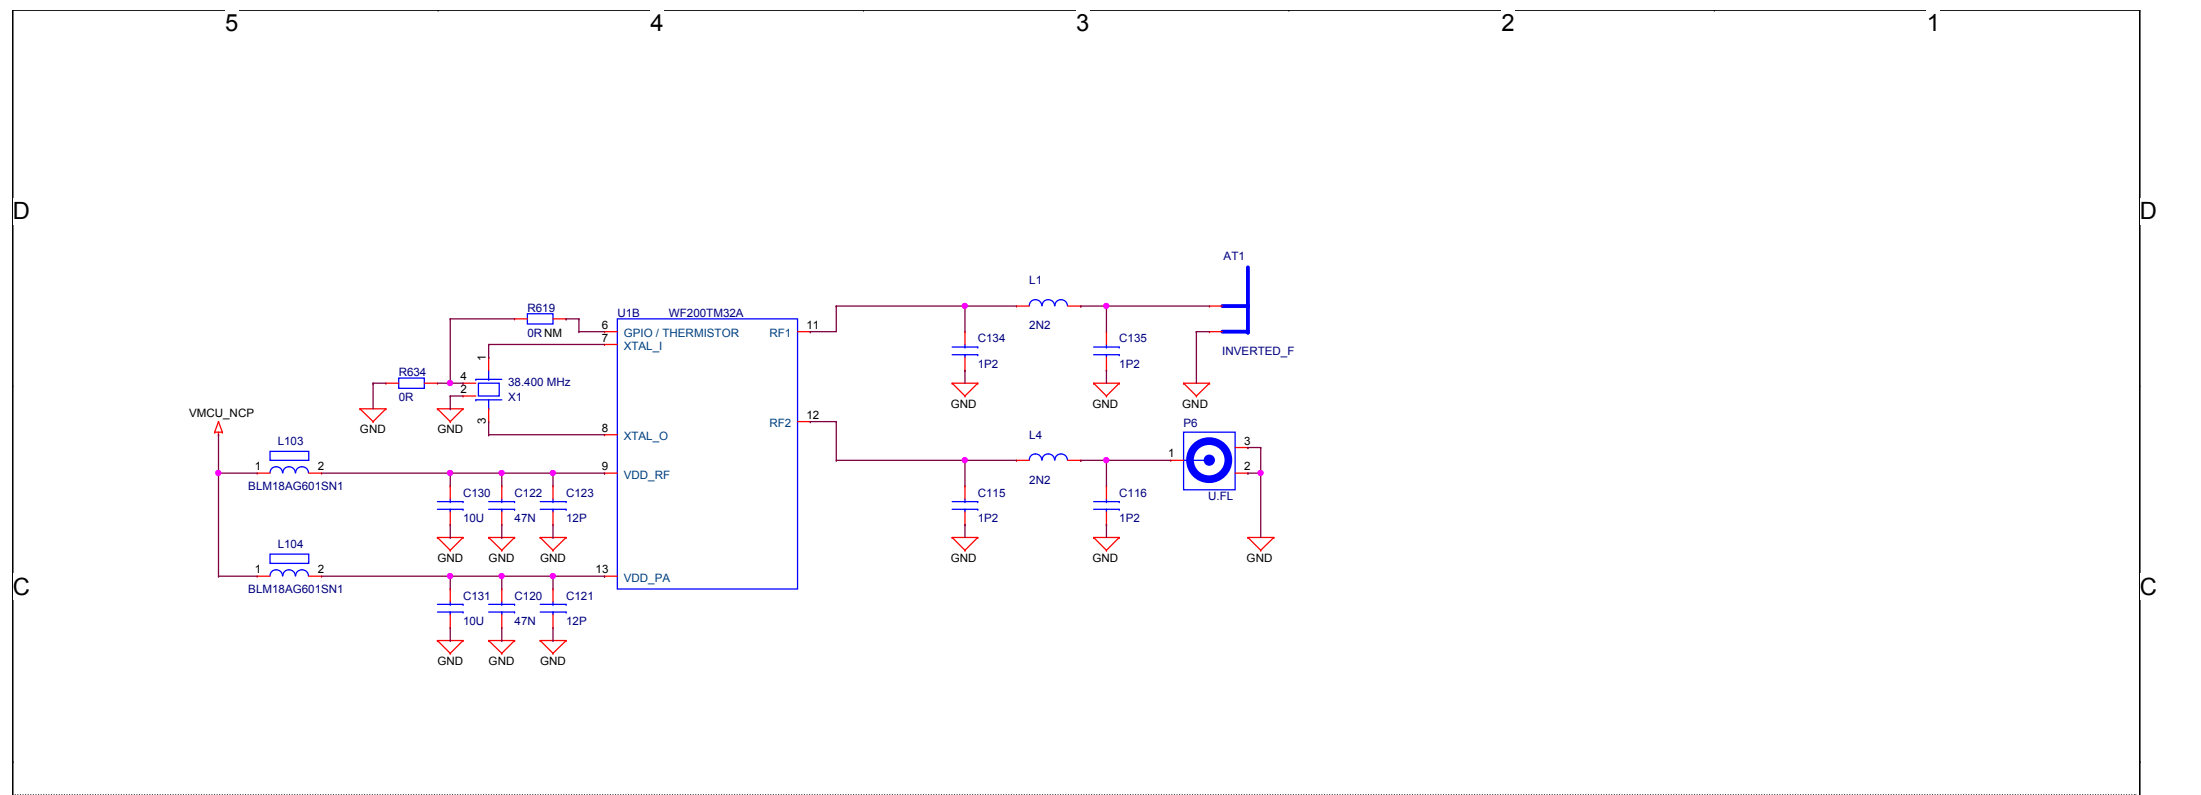 5 4 3 2 1
D D
AT1
L1
R619
U1B WF200TM32A
0R NM
6 GPIO / THERMISTOR RF1 11
2N2
7 XTAL_I
C134 C135
1P2 1P2
INVERTED_F
1
R634
4 38.400 MHz
2
0R X1
GND GND GND
VMCU_NCP
3
GND GND
12 RF2
P6
8 XTAL_O
L4
L103
3
1
1 2
9 VDD_RF
2
2N2
BLM18AG601SN1
C130 C122 C123
C115 C116
U.FL
10U 47N 12P
1P2 1P2
L104
GND GND GND
GND GND GND
1 2
13 VDD_PA
C C
BLM18AG601SN1
C131 C120 C121
10U 47N 12P
GND GND GND